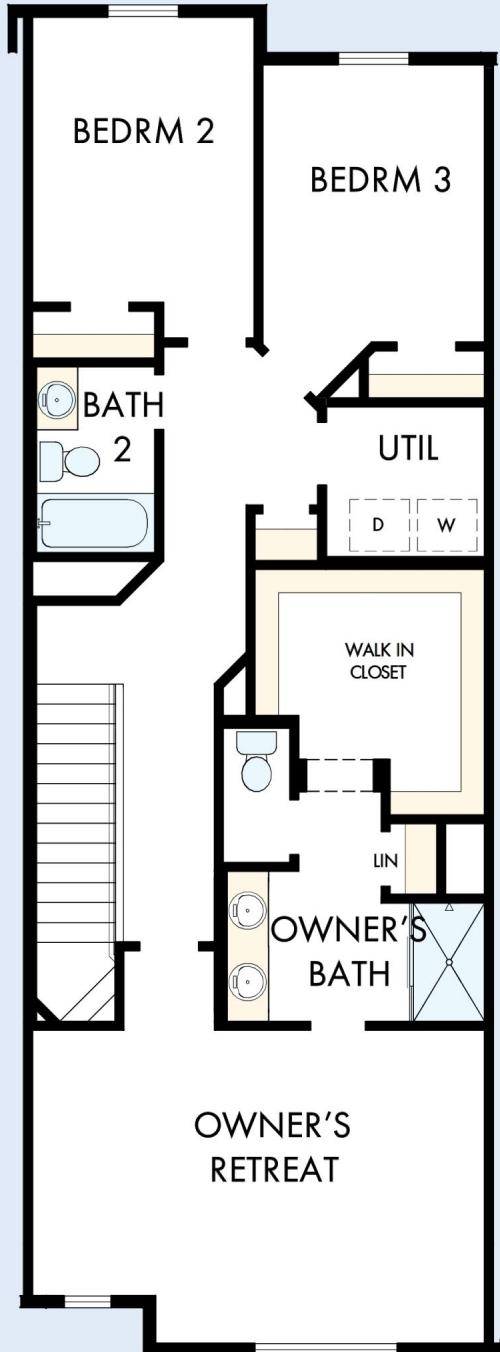 BEDRM 2
BEDRM 3
BATH
2
UTIL
D
W
WALK IN
CLOSET
LIN
OWNER'S
BATH
OWNER'S
RETREAT